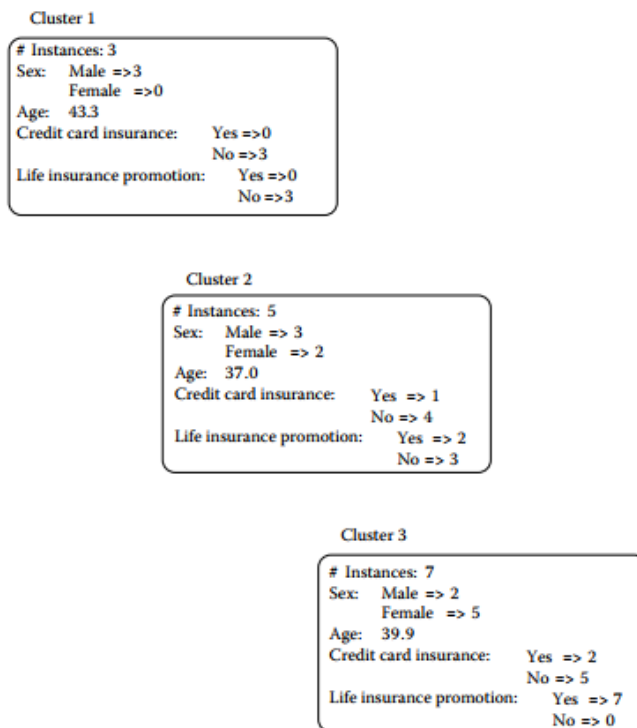 Cluster 1
# Instances: 3
Sex: Male =>3
Female =>0
Age: 43.3
Credit card insurance: Yes =>0
No =>3
Life insurance promotion: Yes =>0
No =>3
Cluster 2
# Instances: 5
Sex: Male => 3
Female => 2
Age: 37.0
Credit card insurance: Yes => 1
No => 4
Life insurance promotion: Yes => 2
No => 3
Cluster 3
# Instances: 7
Sex: Male => 2
Female => 5
Age: 39.9
Credit card insurance: Yes => 2
No => 5
Life insurance promotion: Yes => 7
No => 0